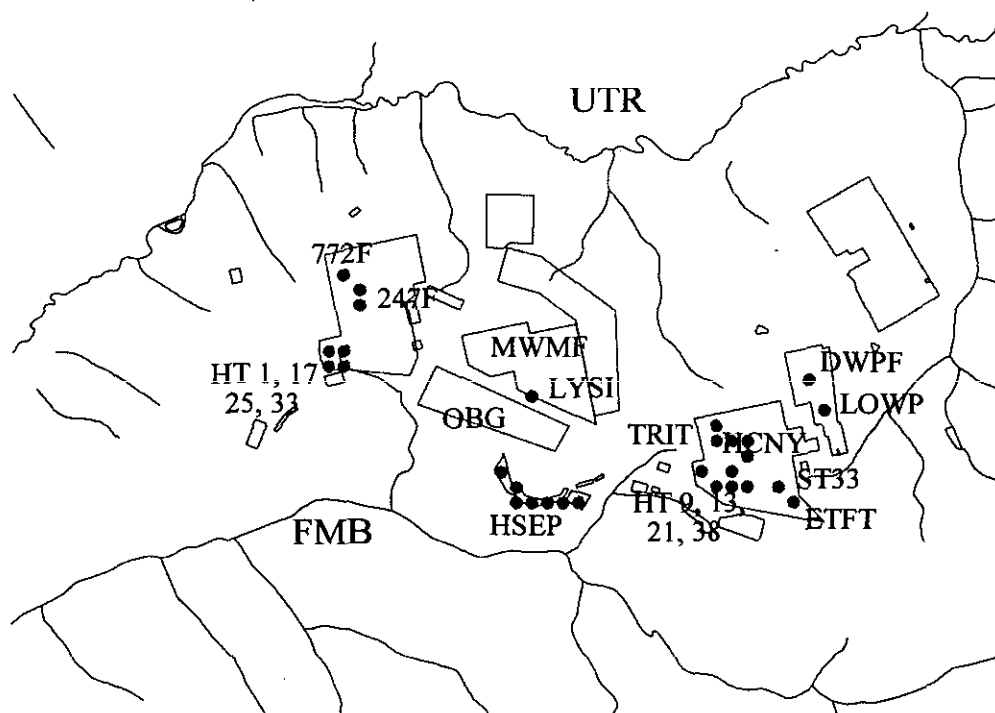 UTR
772F
247F
HT 1, 17
25, 33
MWMF
LYSI
OBG
DWPF
LOWP
TRIT
HCNY
ST33
HT 9, 13,
21, 38
ETFT
HSEP
FMB